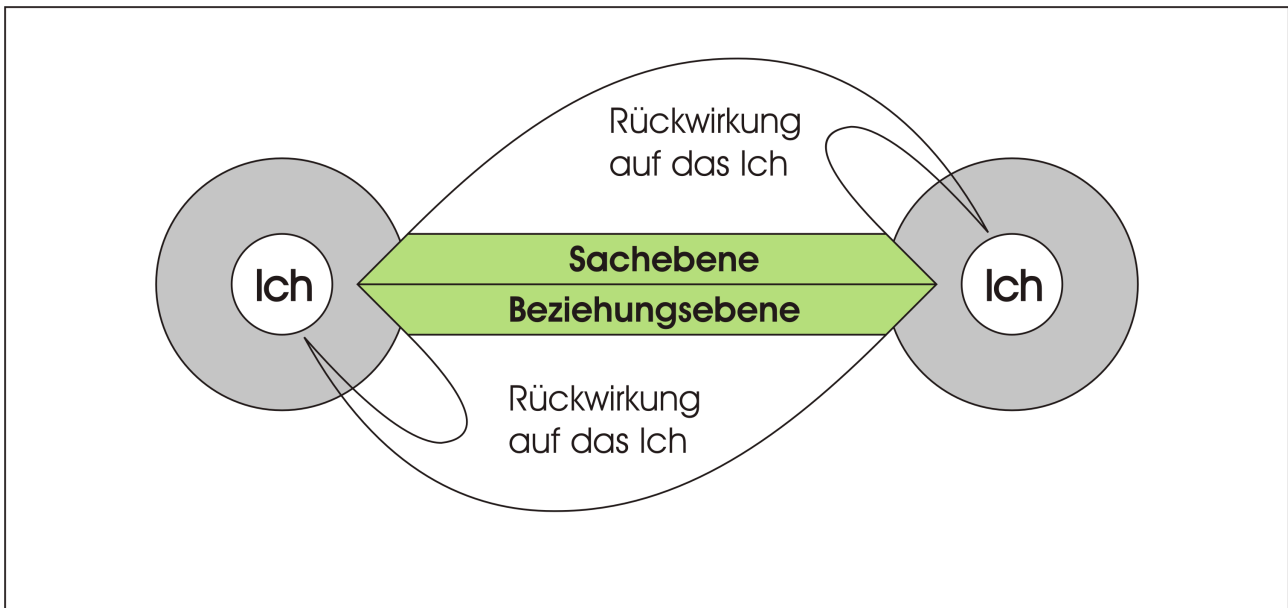 Rückwirkung
auf das Ich
Sachebene
Ich
Ich
Beziehungsebene
Rückwirkung
auf das Ich